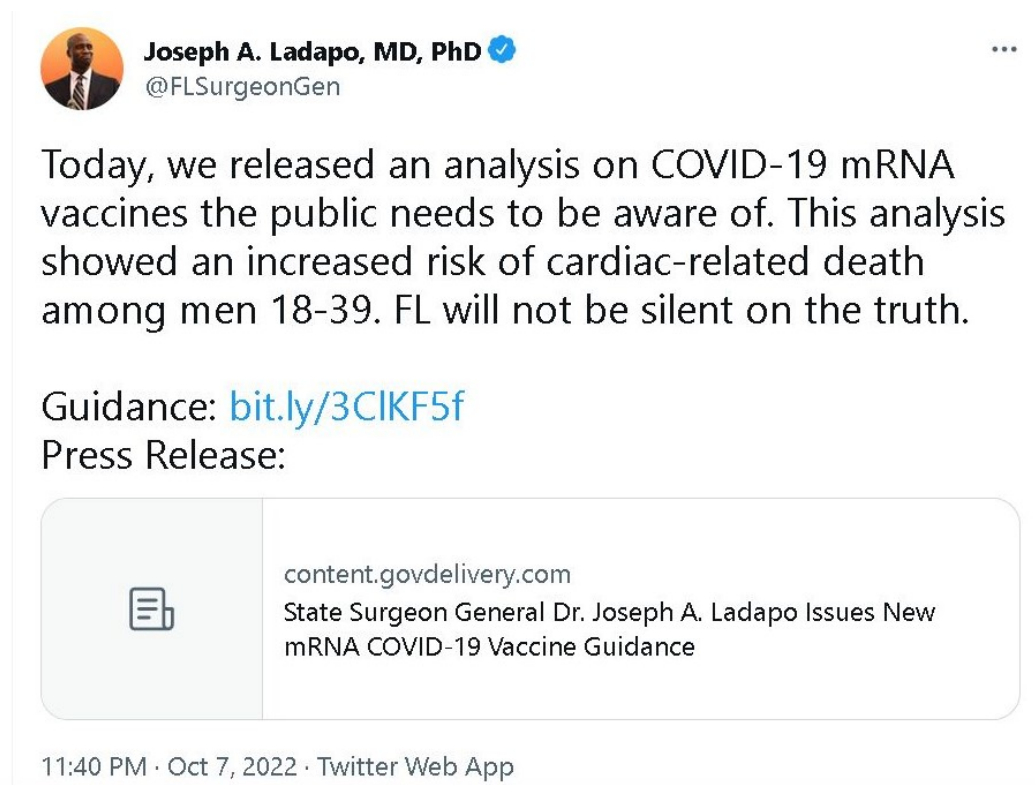 Joseph A. Ladapo, MD, PhD
@FLSurgeonGen
Today, we released an analysis on COVID-19 mRNA
vaccines the public needs to be aware of. This analysis
showed an increased risk of cardiac-related death
among men 18-39. FL will not be silent on the truth.
Guidance: bit.ly/3ClKF5f
Press Release:
content.govdelivery.com
State Surgeon General Dr. Joseph A. Ladapo Issues New
mRNA COVID-19 Vaccine Guidance
11:40 PM · Oct 7, 2022 · Twitter Web App